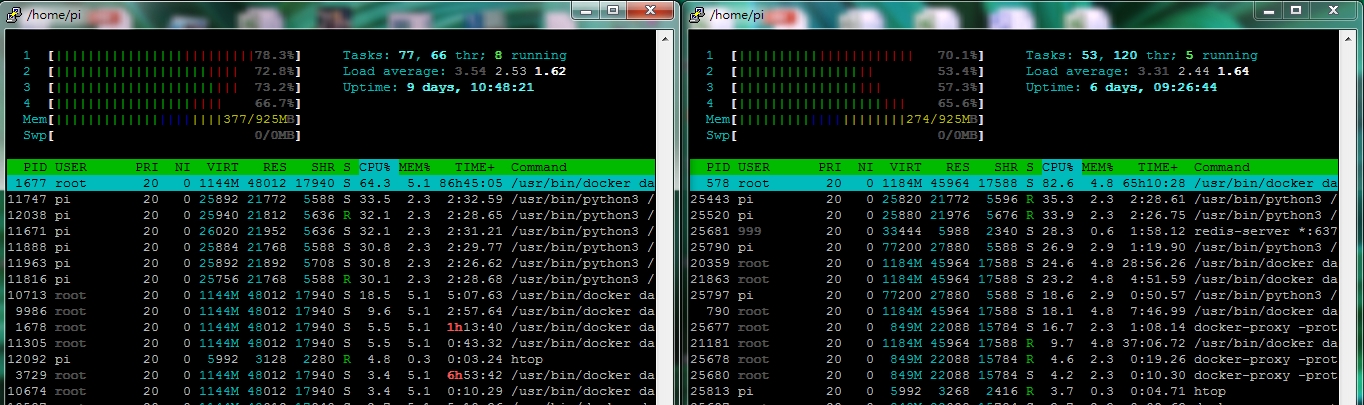 /home/pi
1 [78.3%] Tasks: 77, 66 thr; 8 running
2 [72.8%] Load average: 3.54 2.53 1.62
3 [73.2%] Uptime: 9 days, 10:48:21
4 [66.7%]
Mem[377/925MB]
Swp[0/0MB]
PID USER PRI NI VIRT RES SHR S CPU% MEM% TIME+ Command
1677 root 20 0 1144M 48012 17940 S 64.3 5.1 86h45:05 /usr/bin/docker da
11747 pi 20 0 25892 21772 5588 S 33.5 2.3 2:32.59 /usr/bin/python3 /
12038 pi 20 0 25940 21812 5636 R 32.1 2.3 2:28.65 /usr/bin/python3 /
11671 pi 20 0 26020 21952 5636 S 32.1 2.3 2:31.21 /usr/bin/python3 /
11888 pi 20 0 25884 21768 5588 S 30.8 2.3 2:29.77 /usr/bin/python3 /
11963 pi 20 0 25892 21892 5708 S 30.8 2.3 2:26.62 /usr/bin/python3 /
11816 pi 20 0 25756 21768 5588 R 30.1 2.3 2:28.68 /usr/bin/python3 /
10713 root 20 0 1144M 48012 17940 S 18.5 5.1 5:07.63 /usr/bin/docker da
9986 root 20 0 1144M 48012 17940 S 9.6 5.1 2:57.64 /usr/bin/docker da
1678 root 20 0 1144M 48012 17940 S 5.5 5.1 1h13:40 /usr/bin/docker da
11305 root 20 0 1144M 48012 17940 S 5.5 5.1 0:43.32 /usr/bin/docker da
12092 pi 20 0 5992 3128 2280 R 4.8 0.3 0:03.24 htop
3729 root 20 0 1144M 48012 17940 S 3.4 5.1 6h53:42 /usr/bin/docker da
10674 root 20 0 1144M 48012 17940 S 3.4 5.1 0:10.29 /usr/bin/docker da
/home/pi
1 [70.1%] Tasks: 53, 120 thr; 5 running
2 [53.4%] Load average: 3.31 2.44 1.64
3 [57.3%] Uptime: 6 days, 09:26:44
4 [65.6%]
Mem[274/925MB]
Swp[0/0MB]
PID USER PRI NI VIRT RES SHR S CPU% MEM% TIME+ Command
578 root 20 0 1184M 45964 17588 S 82.6 4.8 65h10:28 /usr/bin/docker da
25443 pi 20 0 25820 21772 5596 R 35.3 2.3 2:28.61 /usr/bin/python3 /
25520 pi 20 0 25880 21976 5676 R 33.9 2.3 2:26.75 /usr/bin/python3 /
25681 999 20 0 33444 5988 2340 S 28.3 0.6 1:58.12 redis-server *:637
25790 pi 20 0 77200 27880 5588 S 26.9 2.9 1:19.90 /usr/bin/python3 /
20359 root 20 0 1184M 45964 17588 S 24.6 4.8 28:56.26 /usr/bin/docker da
21863 root 20 0 1184M 45964 17588 S 23.2 4.8 4:51.59 /usr/bin/docker da
25797 pi 20 0 77200 27880 5588 S 18.6 2.9 0:50.57 /usr/bin/python3 /
790 root 20 0 1184M 45964 17588 S 18.1 4.8 7:46.99 /usr/bin/docker da
25677 root 20 0 849M 22088 15784 S 16.7 2.3 1:08.14 docker-proxy -prot
21181 root 20 0 1184M 45964 17588 R 9.7 4.8 37:06.72 /usr/bin/docker da
25678 root 20 0 849M 22088 15784 R 4.6 2.3 0:19.26 docker-proxy -prot
25680 root 20 0 849M 22088 15784 S 4.2 2.3 0:10.30 docker-proxy -prot
25813 pi 20 0 5992 3268 2416 R 3.7 0.3 0:04.71 htop